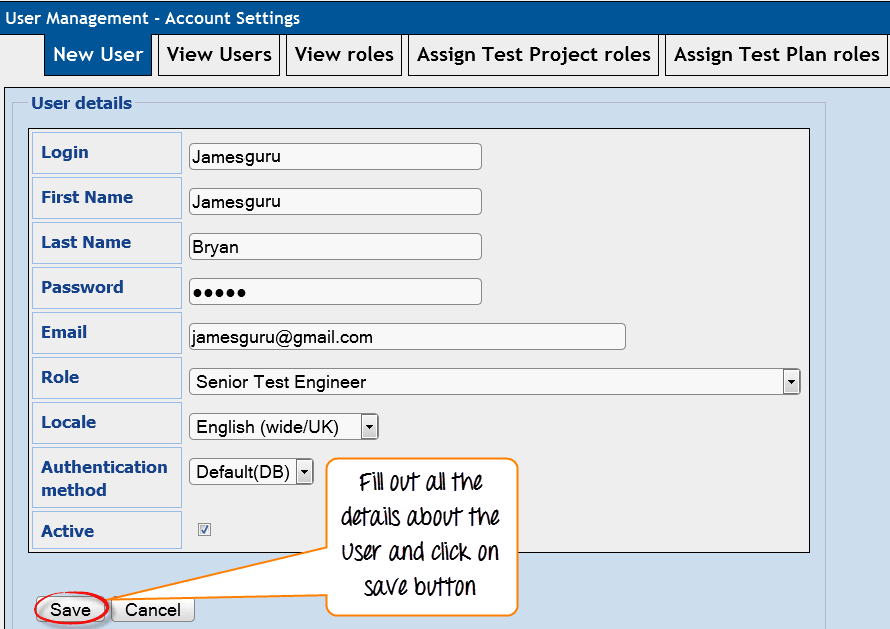 User Management - Account Settings
New User View Users View roles Assign Test Project roles Assign Test Plan roles
User details
Login Jamesguru
First Name Jamesguru
Last Name Bryan
Password ●●●●●
Email jamesguru@gmail.com
Role Senior Test Engineer
Locale English (wide/UK)
Authentication
method Default(DB)
Active
Fill out all the
details about the
user and click on
save button
Save Cancel